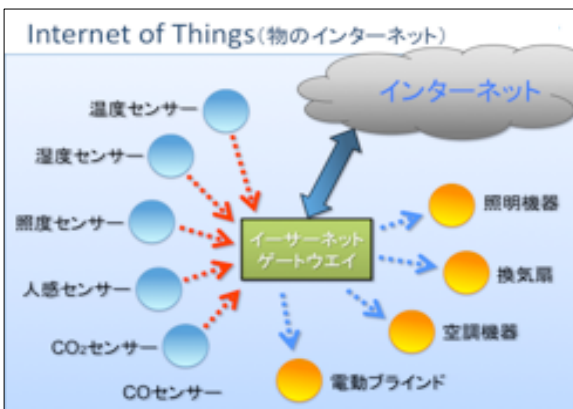 Internet of Things(物のインターネット)
インターネット
温度センサー
湿度センサー
照度センサー
人感センサー
CO₂センサー
COセンサー
イーサーネット
ゲートウエイ
照明機器
換気扇
空調機器
電動ブラインド